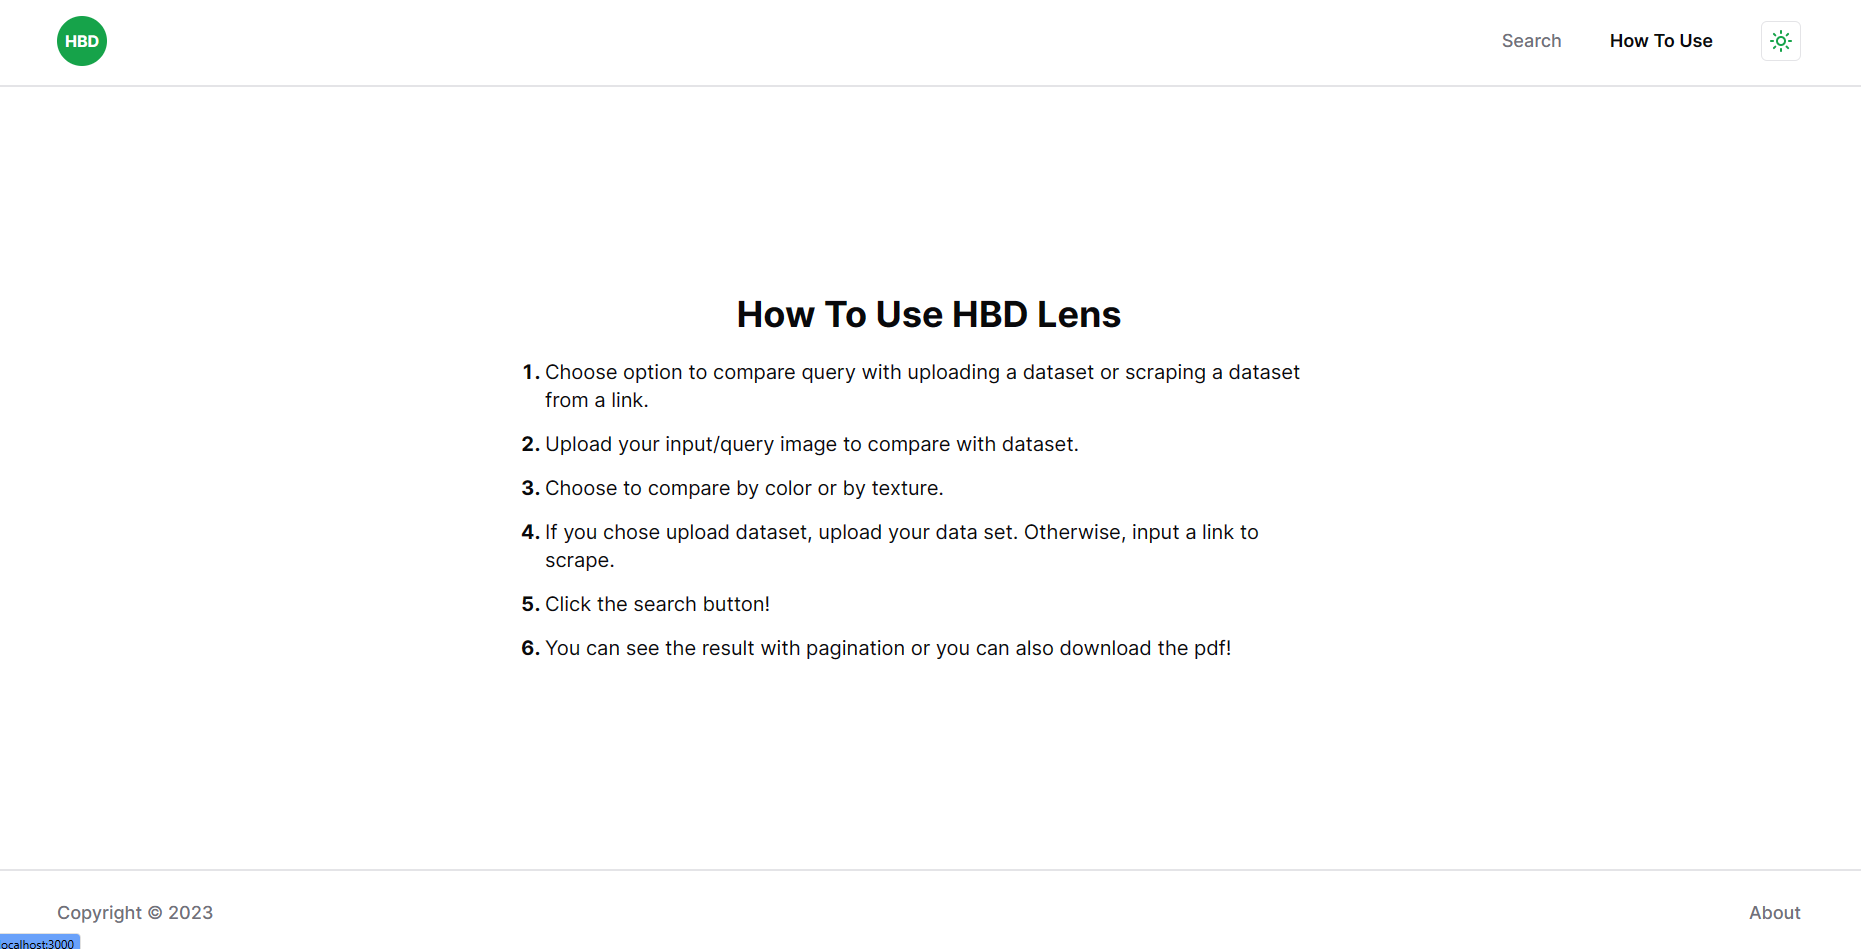 HBD
Search
How To Use
How To Use HBD Lens
1. Choose option to compare query with uploading a dataset or scraping a dataset
from a link.
2. Upload your input/query image to compare with dataset.
3. Choose to compare by color or by texture.
4. If you chose upload dataset, upload your data set. Otherwise, input a link to
scrape.
5. Click the search button!
6. You can see the result with pagination or you can also download the pdf!
Copyright © 2023
About
ocalhost:3000